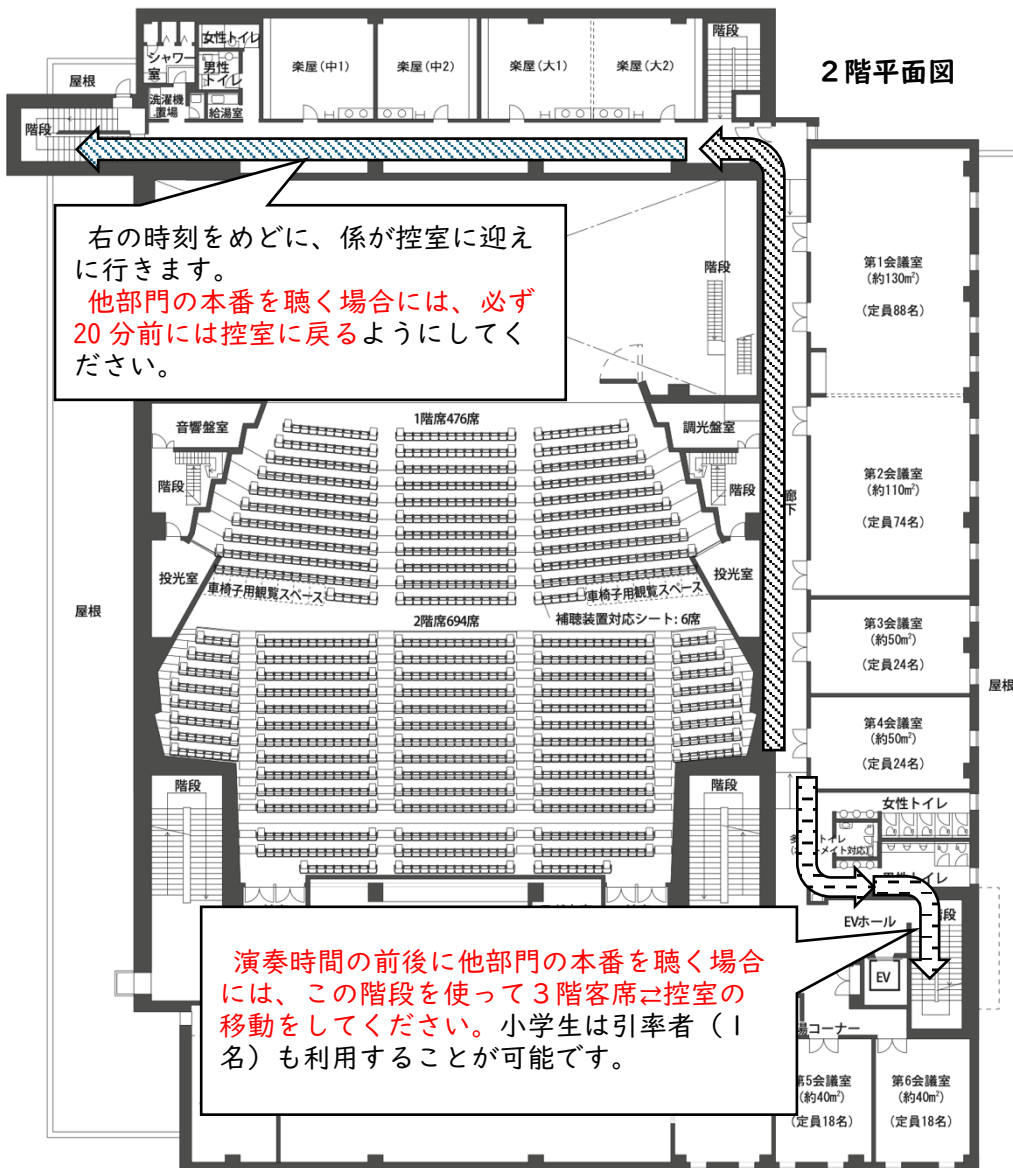 ２階平面図
階段
女性トイレ
シャワー
室
男性
トイレ
洗濯機
置場
給湯室
楽屋(中1)
楽屋(中2)
楽屋(大1)
楽屋(大2)
階段
屋根
階段
右の時刻をめどに、係が控室に迎え
に行きます。
他部門の本番を聴く場合には、必ず
20 分前には控室に戻るようにしてく
ださい。
階段
第1会議室
(約130㎡)
(定員88名)
音響盤室
1階席476席
調光盤室
階段
階段
廊下
第2会議室
(約110㎡)
(定員74名)
投光室
車椅子用観覧スペース
車椅子用観覧スペース
投光室
屋根
2階席694席
補聴装置対応シート: 6席
第3会議室
(約50㎡)
(定員24名)
屋根
第4会議室
(約50㎡)
(定員24名)
階段
階段
女性トイレ
EVホール
EV
演奏時間の前後に他部門の本番を聴く場合
には、この階段を使って３階客席⇄控室の
移動をしてください。小学生は引率者（１
名）も利用することが可能です。
湯コーナー
第5会議室
(約40㎡)
(定員18名)
第6会議室
(約40㎡)
(定員18名)